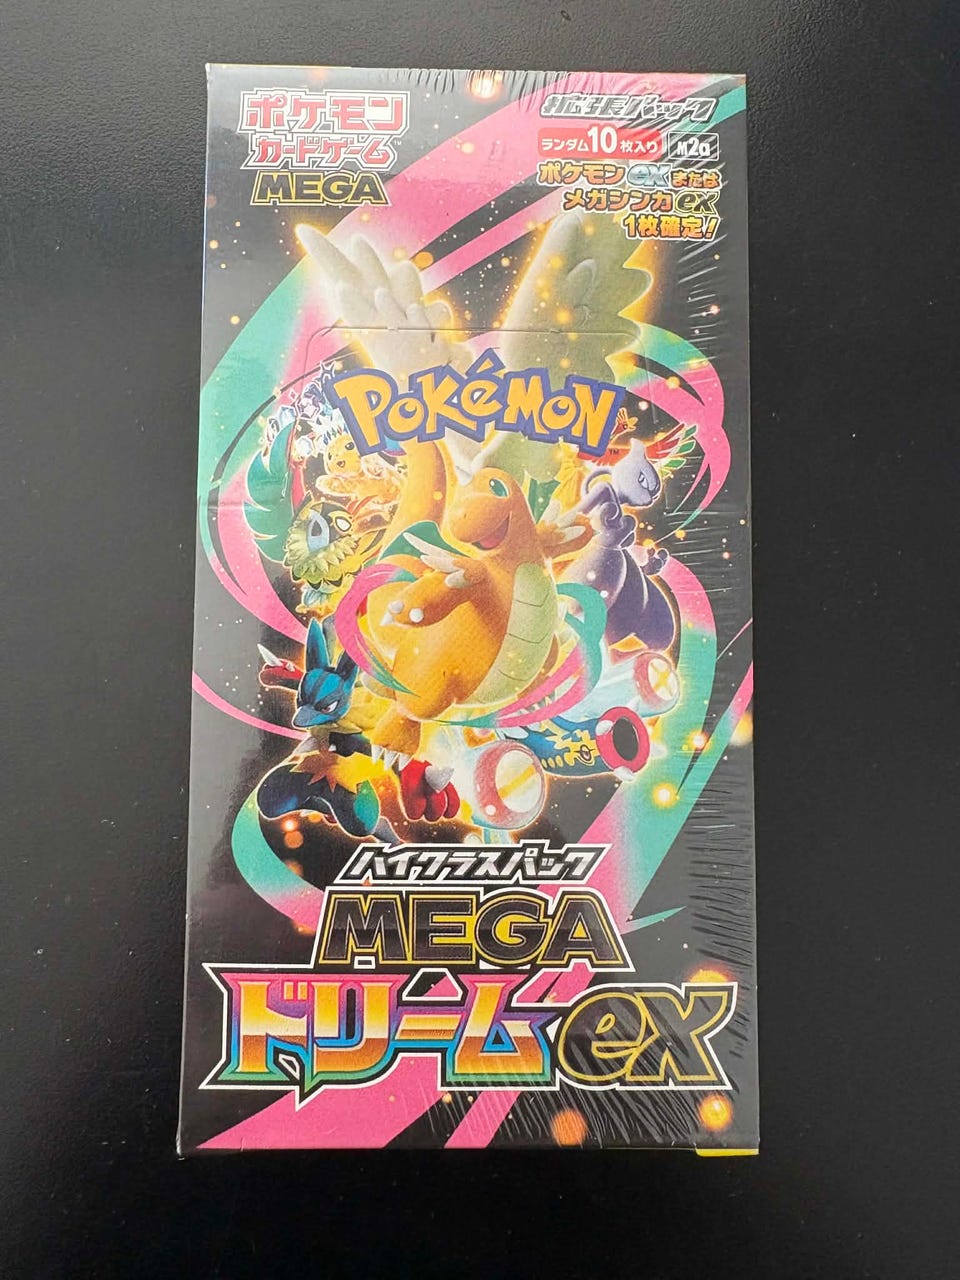 ポケモン
カードゲーム™
MEGA
拡張パック
ランダム10枚入り M2a
ポケモンexまたは
メガシンカex
1枚確定!
POKéMON™
ハイクラスパック
MEGA
ドリームex